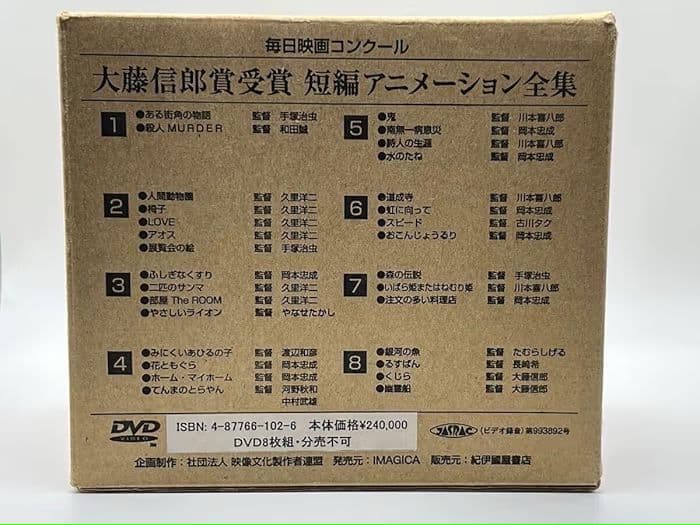 毎日映画コンクール
大藤信郎賞受賞 短編アニメーション全集
1
●ある街角の物語 監督 手塚治虫
●殺人MURDER 監督 和田誠
2
●人間動物園 監督 久里洋二
●椅子 監督 久里洋二
●LOVE 監督 久里洋二
●アオス 監督 久里洋二
●展覧会の絵 監督 手塚治虫
3
●ふしぎなくすり 監督 岡本忠成
●二匹のサンマ 監督 久里洋二
●部屋 The ROOM 監督 久里洋二
●やさしいライオン 監督 やなせたかし
4
●みにくいあひるの子 監督 渡辺和彦
●花ともぐら 監督 岡本忠成
●ホーム・マイホーム 監督 岡本忠成
●てんまのとらやん 監督 河野秋和
中村武雄
5
●鬼 監督 川本喜八郎
●南無一病息災 監督 岡本忠成
●詩人の生涯 監督 川本喜八郎
●水のたね 監督 岡本忠成
6
●道成寺 監督 川本喜八郎
●虹に向って 監督 岡本忠成
●スピード 監督 古川タク
●おこんじょうるり 監督 岡本忠成
7
●森の伝説 監督 手塚治虫
●いばら姫またはねむり姫 監督 川本喜八郎
●注文の多い料理店 監督 岡本忠成
8
●銀河の魚 監督 たむらしげる
●るすばん 監督 長崎希
●くじら 監督 大藤信郎
●幽霊船 監督 大藤信郎
DVD
VIDEO
ISBN: 4-87766-102-6 本体価格¥240,000
DVD8枚組・分売不可
JASRAC (ビデオ録音)第993892号
企画制作:社団法人 映像文化製作者連盟 発売元:IMAGICA 販売元:紀伊國屋書店